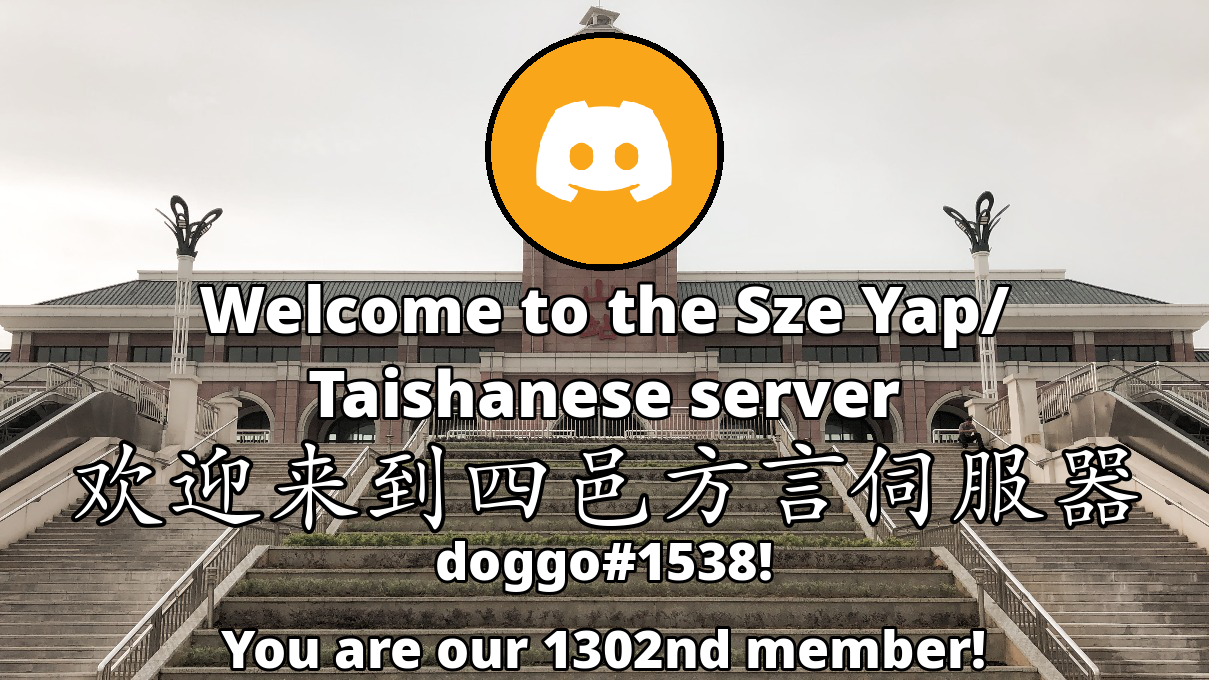 Welcome to the Sze Yap/
Taishanese server
欢迎来到四邑方言伺服器
doggo#1538!
You are our 1302nd member!